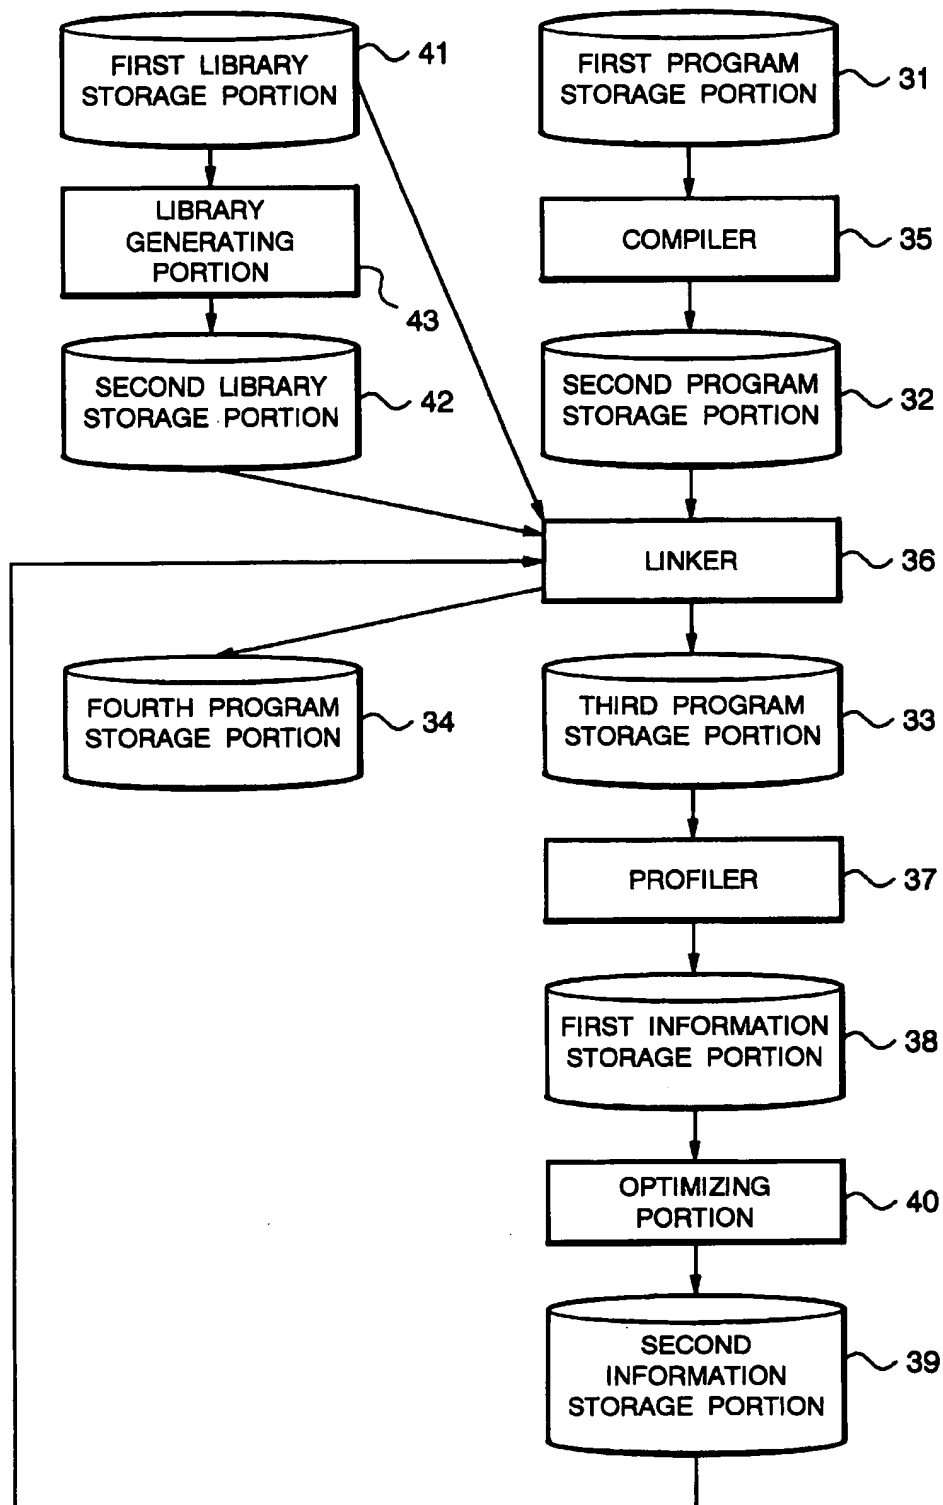 FIRST LIBRARY
STORAGE PORTION
41
FIRST PROGRAM
STORAGE PORTION
31
LIBRARY
GENERATING
PORTION
43
COMPILER
35
SECOND LIBRARY
STORAGE PORTION
42
SECOND PROGRAM
STORAGE PORTION
32
LINKER
36
FOURTH PROGRAM
STORAGE PORTION
34
THIRD PROGRAM
STORAGE PORTION
33
PROFILER
37
FIRST INFORMATION
STORAGE PORTION
38
OPTIMIZING
PORTION
40
SECOND
INFORMATION
STORAGE PORTION
39